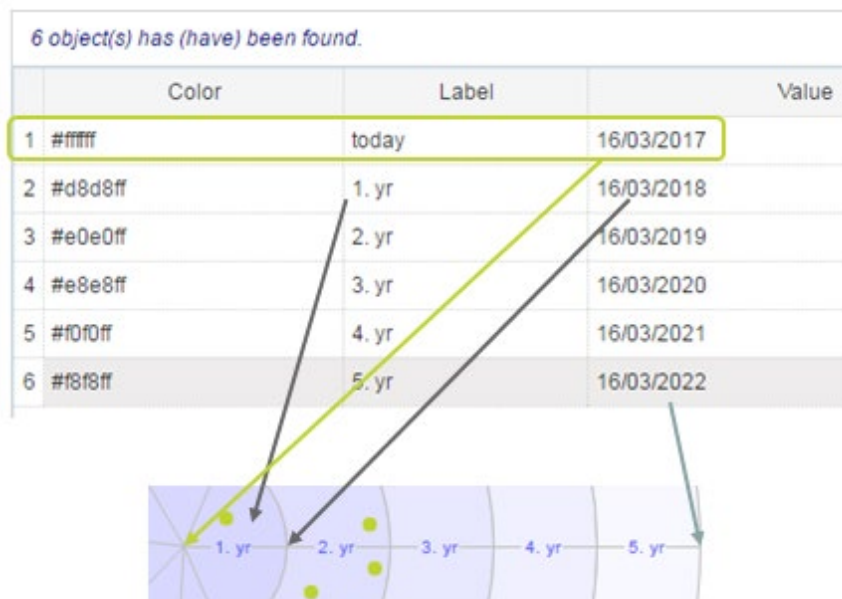 6 object(s) has (have) been found.
Color Label Value
1 #ffffff today 16/03/2017
2 #d8d8ff 1. yr 16/03/2018
3 #e0e0ff 2. yr 16/03/2019
4 #e8e8ff 3. yr 16/03/2020
5 #f0f0ff 4. yr 16/03/2021
6 #f8f8ff 5. yr 16/03/2022
1. yr 2. yr 3. yr 4. yr 5. yr